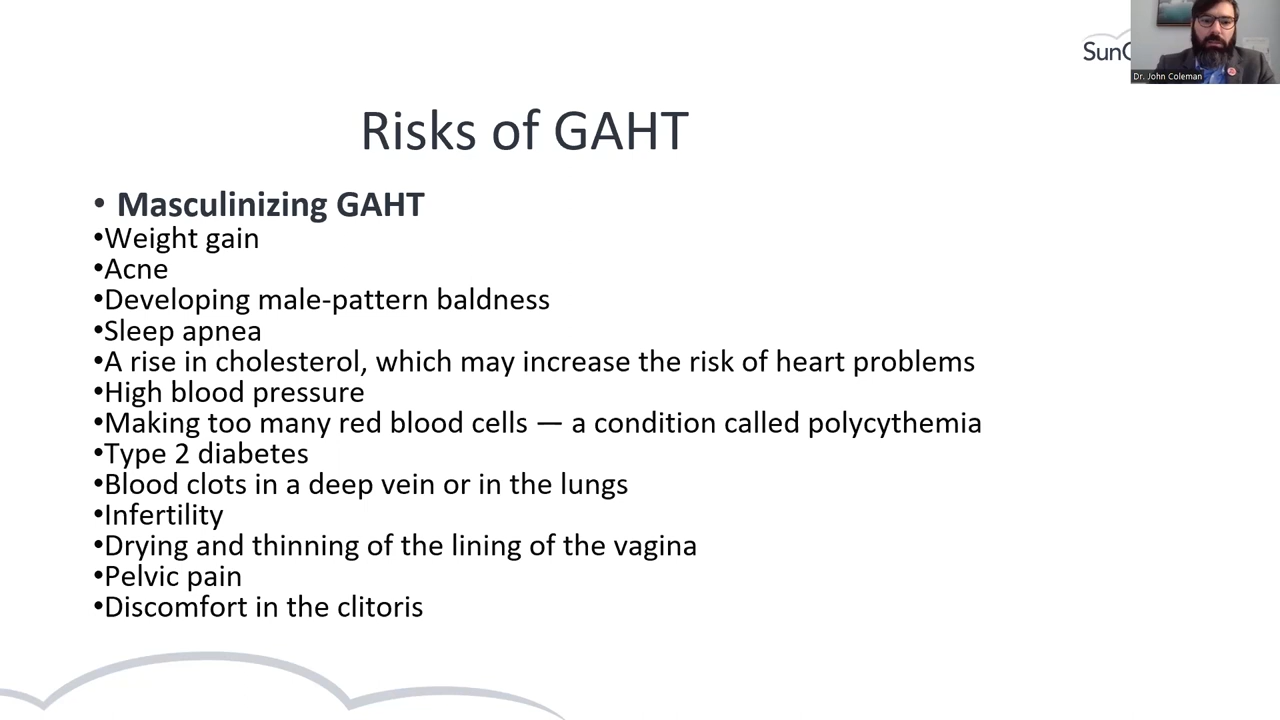 Dr. John Coleman
Risks of GAHT
• Masculinizing GAHT
•Weight gain
•Acne
•Developing male-pattern baldness
•Sleep apnea
•A rise in cholesterol, which may increase the risk of heart problems
•High blood pressure
•Making too many red blood cells — a condition called polycythemia
•Type 2 diabetes
•Blood clots in a deep vein or in the lungs
•Infertility
•Drying and thinning of the lining of the vagina
•Pelvic pain
•Discomfort in the clitoris